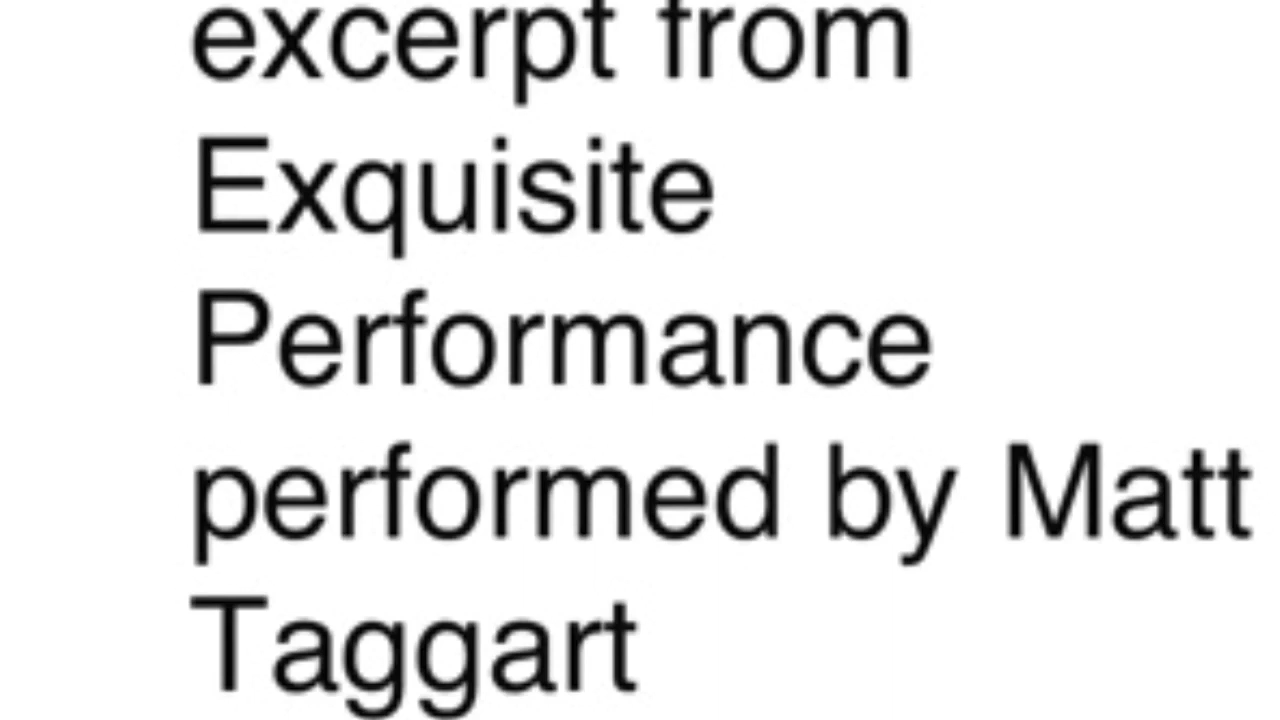 excerpt from
Exquisite
Performance
performed by Matt
Taggart